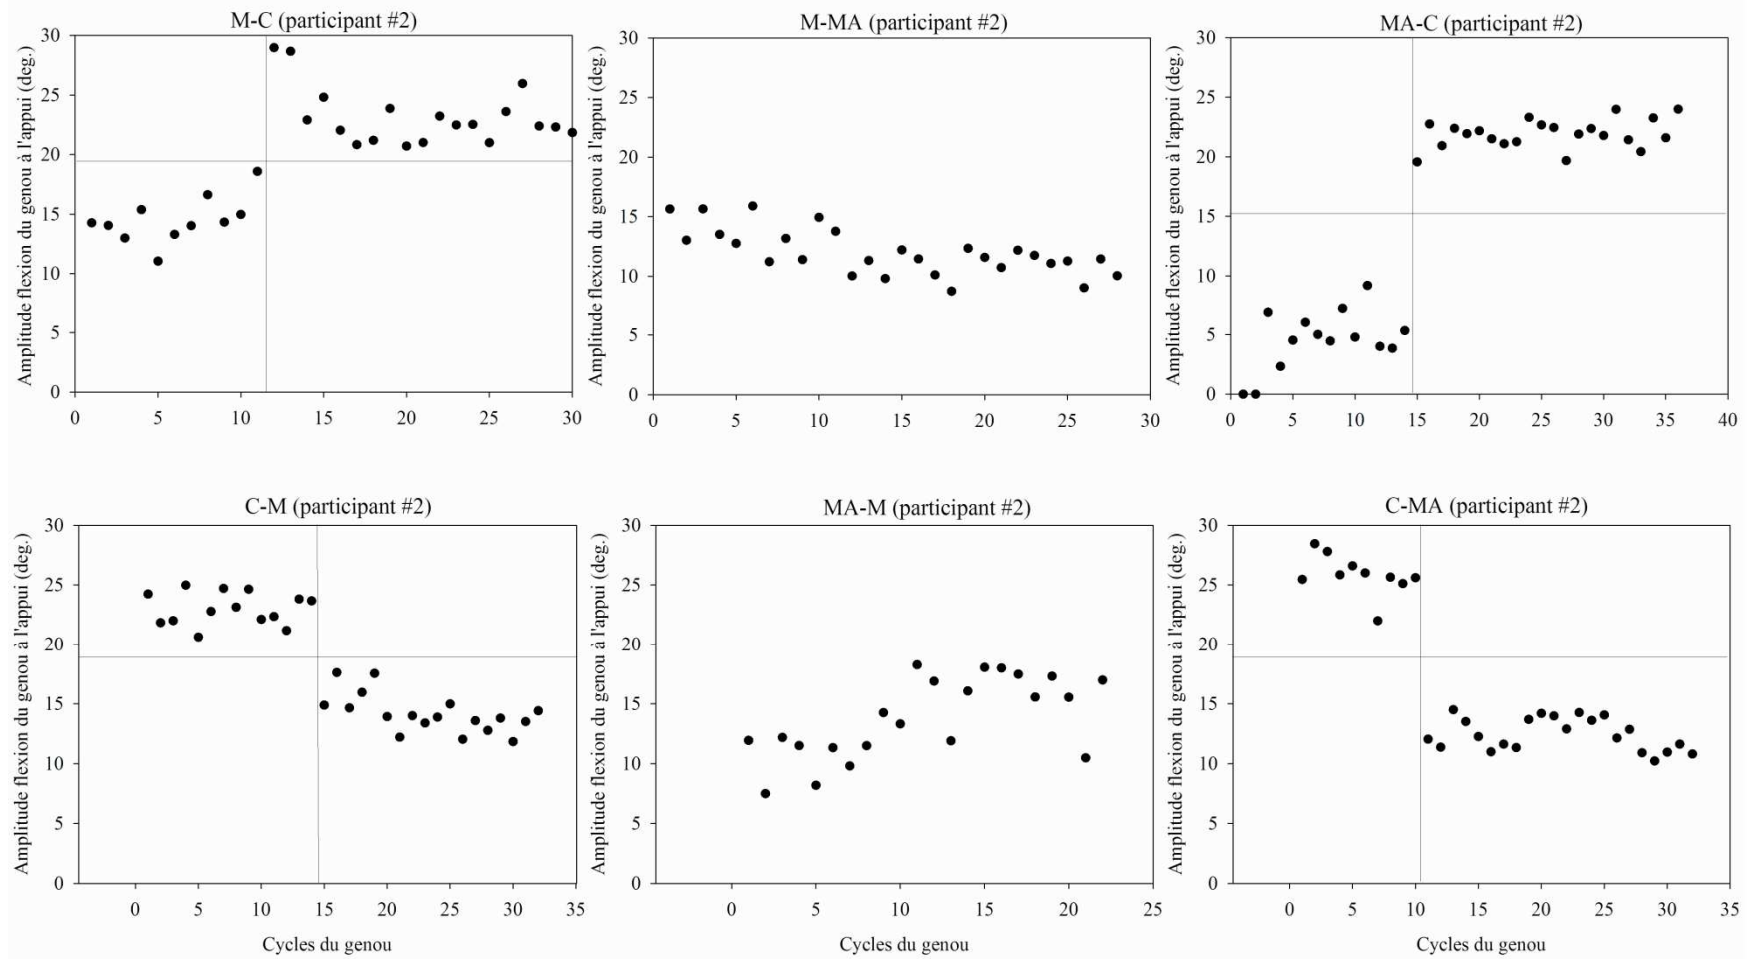 M-C (participant #2)
M-MA (participant #2)
MA-C (participant #2)
Amplitude flexion du genou à l'appui (deg.)
30
25
20
15
10
5
0
0 5 10 15 20 25 30
Amplitude flexion du genou à l'appui (deg.)
30
25
20
15
10
5
0
0 5 10 15 20 25 30
Amplitude flexion du genou à l'appui (deg.)
30
25
20
15
10
5
0
0 5 10 15 20 25 30 35 40
C-M (participant #2)
MA-M (participant #2)
C-MA (participant #2)
Amplitude flexion du genou à l'appui (deg.)
30
25
20
15
10
5
0
0 5 10 15 20 25 30 35
Cycles du genou
Amplitude flexion du genou à l'appui (deg.)
30
25
20
15
10
5
0
0 5 10 15 20 25
Cycles du genou
Amplitude flexion du genou à l'appui (deg.)
30
25
20
15
10
5
0
0 5 10 15 20 25 30 35
Cycles du genou